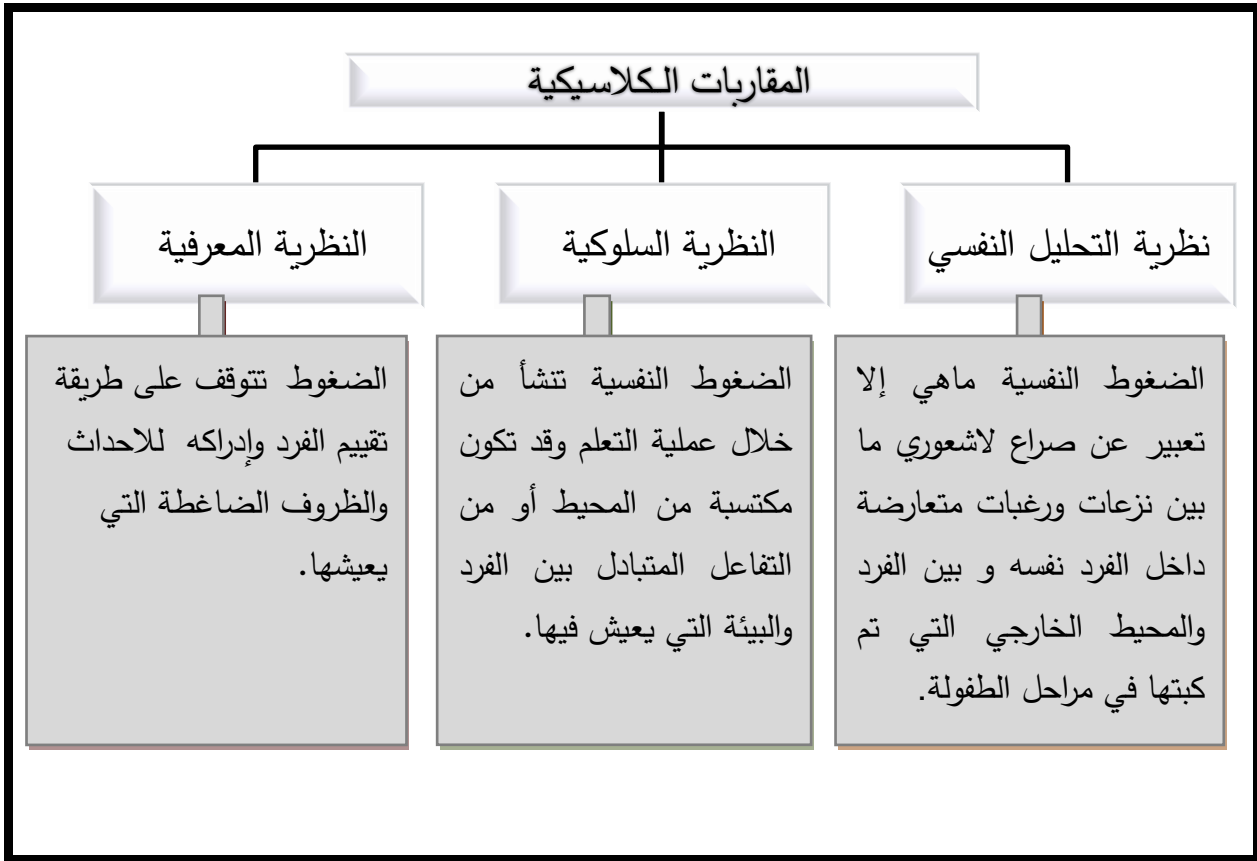 المقاربات الكلاسيكية
نظرية التحليل النفسي
النظرية السلوكية
النظرية المعرفية
الضغوط النفسية ماهي إلا
تعبير عن صراع لاشعوري ما
بين نزعات ورغبات متعارضة
داخل الفرد نفسه و بين الفرد
والمحيط الخارجي التي تم
كبتها في مراحل الطفولة.
الضغوط النفسية تنشأ من
خلال عملية التعلم وقد تكون
مكتسبة من المحيط أو من
التفاعل المتبادل بين الفرد
والبيئة التي يعيش فيها.
الضغوط تتوقف على طريقة
تقييم الفرد وإدراكه للاحداث
والظروف الضاغطة التي
يعيشها.